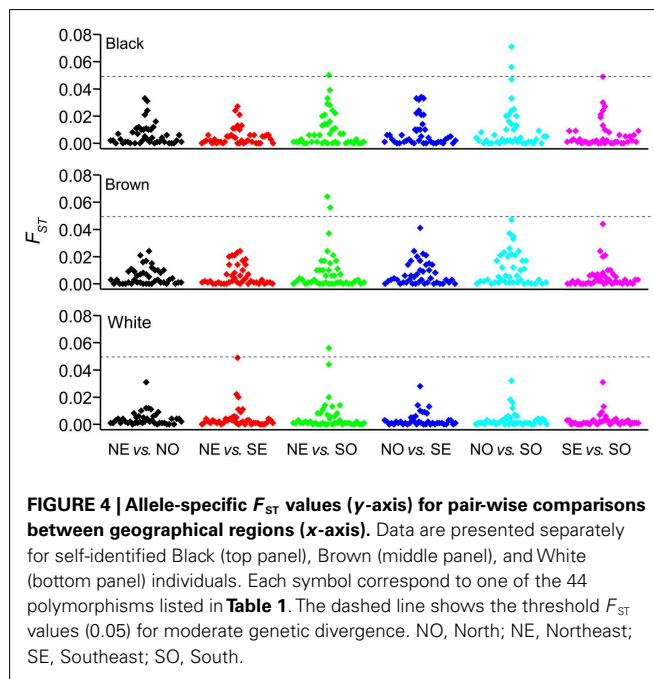 0.08
Black
0.06
0.04
0.02
0.00
0.08
Brown
0.06
0.04
0.02
0.00
F_ST
0.08
White
0.06
0.04
0.02
0.00
NE vs. NO NE vs. SE NE vs. SO NO vs. SE NO vs. SO SE vs. SO
FIGURE 4 | Allele-specific F_ST values (y-axis) for pair-wise comparisons
between geographical regions (x-axis). Data are presented separately
for self-identified Black (top panel), Brown (middle panel), and White
(bottom panel) individuals. Each symbol correspond to one of the 44
polymorphisms listed in Table 1. The dashed line shows the threshold F_ST
values (0.05) for moderate genetic divergence. NO, North; NE, Northeast;
SE, Southeast; SO, South.